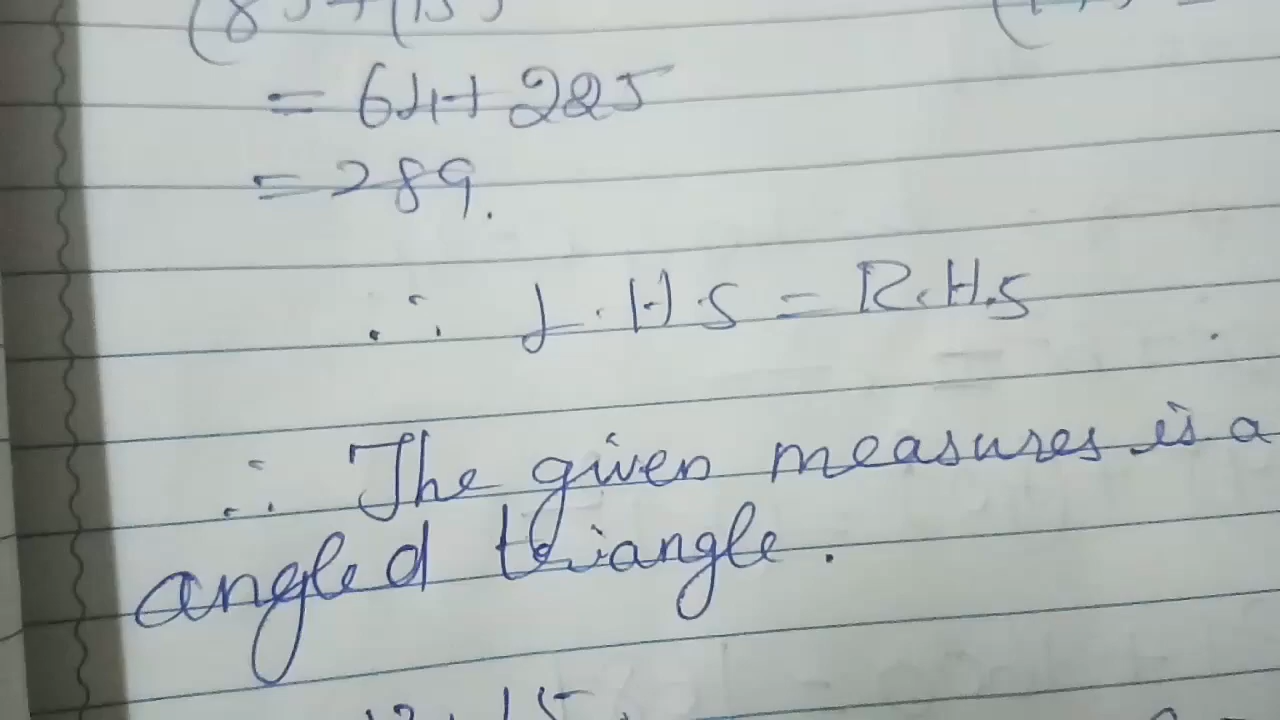 = 64 + 225
= 289.
∴ L.H.S = R.H.S
∴ The given measures is a
angled triangle.